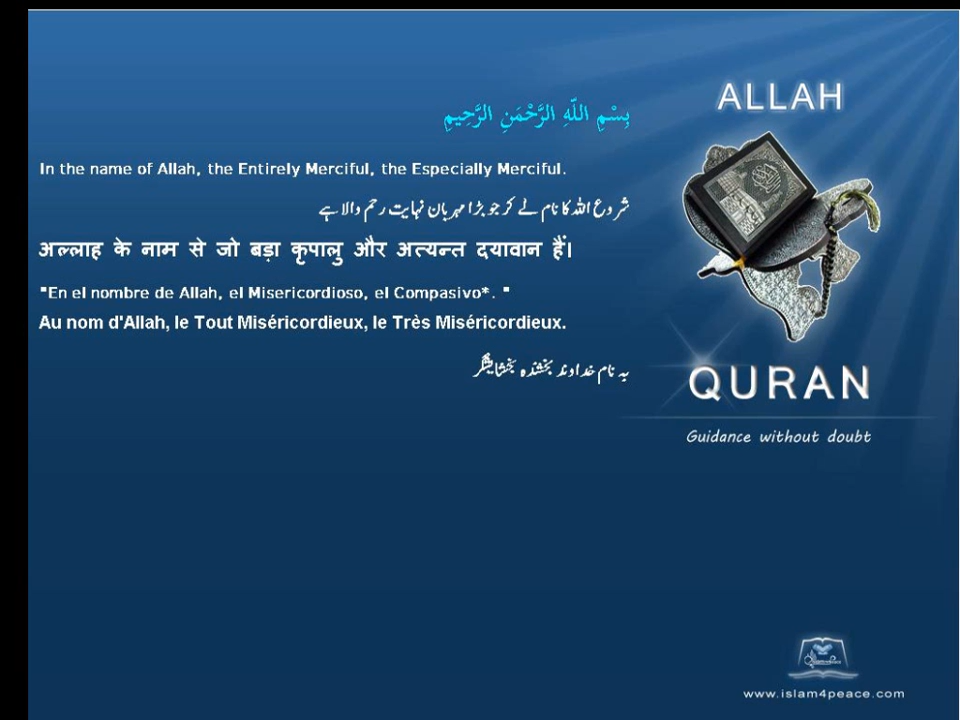 بِسْمِ اللَّهِ الرَّحْمَنِ الرَّحِيمِ
In the name of Allah, the Entirely Merciful, the Especially Merciful.
شروع الله کا نام لے کر جو بڑا مہربان نہایت رحم والا ہے
अल्लाह के नाम से जो बड़ा कृपालु और अत्यन्त दयावान हैं।
"En el nombre de Allah, el Misericordioso, el Compasivo*. "
Au nom d'Allah, le Tout Miséricordieux, le Très Miséricordieux.
به نام خداوند بخشنده بخشایشگر
ALLAH
QURAN
Guidance without doubt
www.islam4peace.com